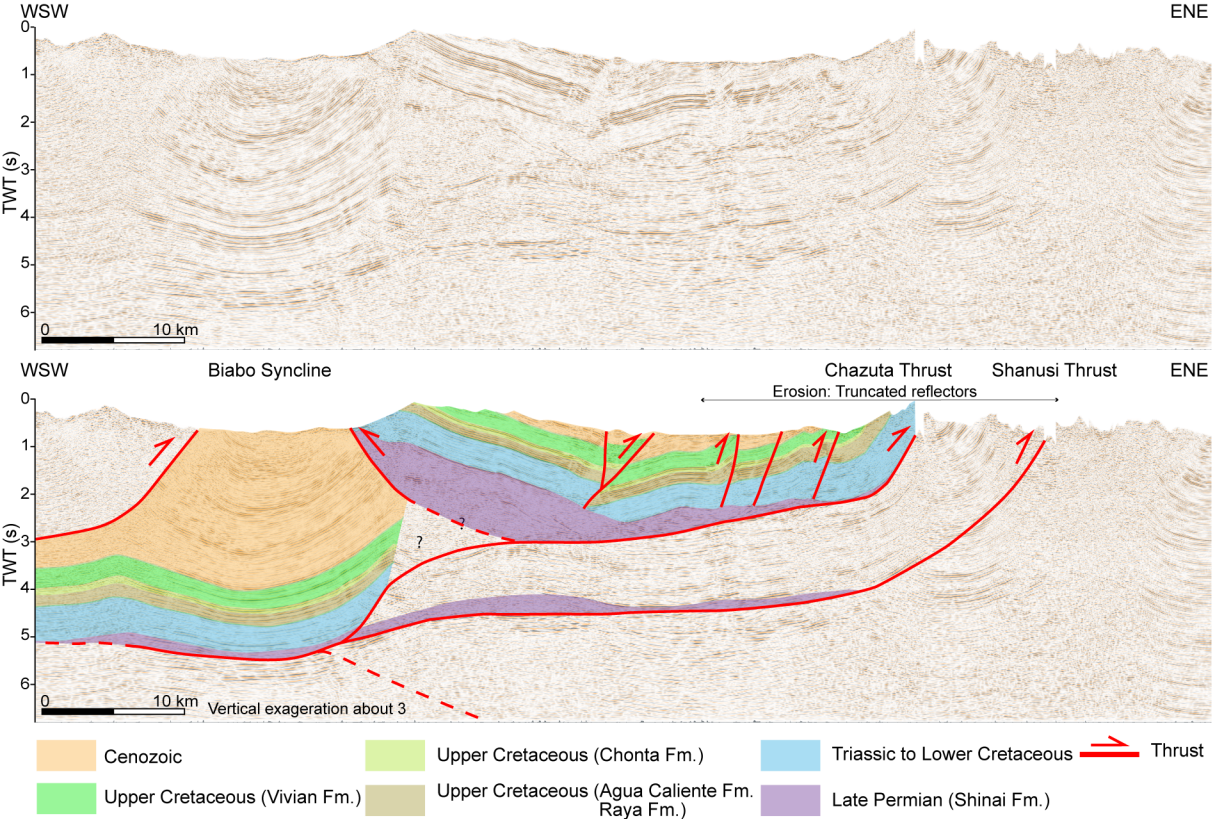 WSW ENE
0
1
2
3
4
5
6
TWT (s)
0 10 km
WSW Biabo Syncline Chazuta Thrust Shanusi Thrust ENE
Erosion: Truncated reflectors
0
1
2
3
4
5
6
TWT (s)
?
?
0 10 km
Vertical exageration about 3
Cenozoic
Upper Cretaceous (Chonta Fm.)
Triassic to Lower Cretaceous
Thrust
Upper Cretaceous (Vivian Fm.)
Upper Cretaceous (Agua Caliente Fm.
Raya Fm.)
Late Permian (Shinai Fm.)